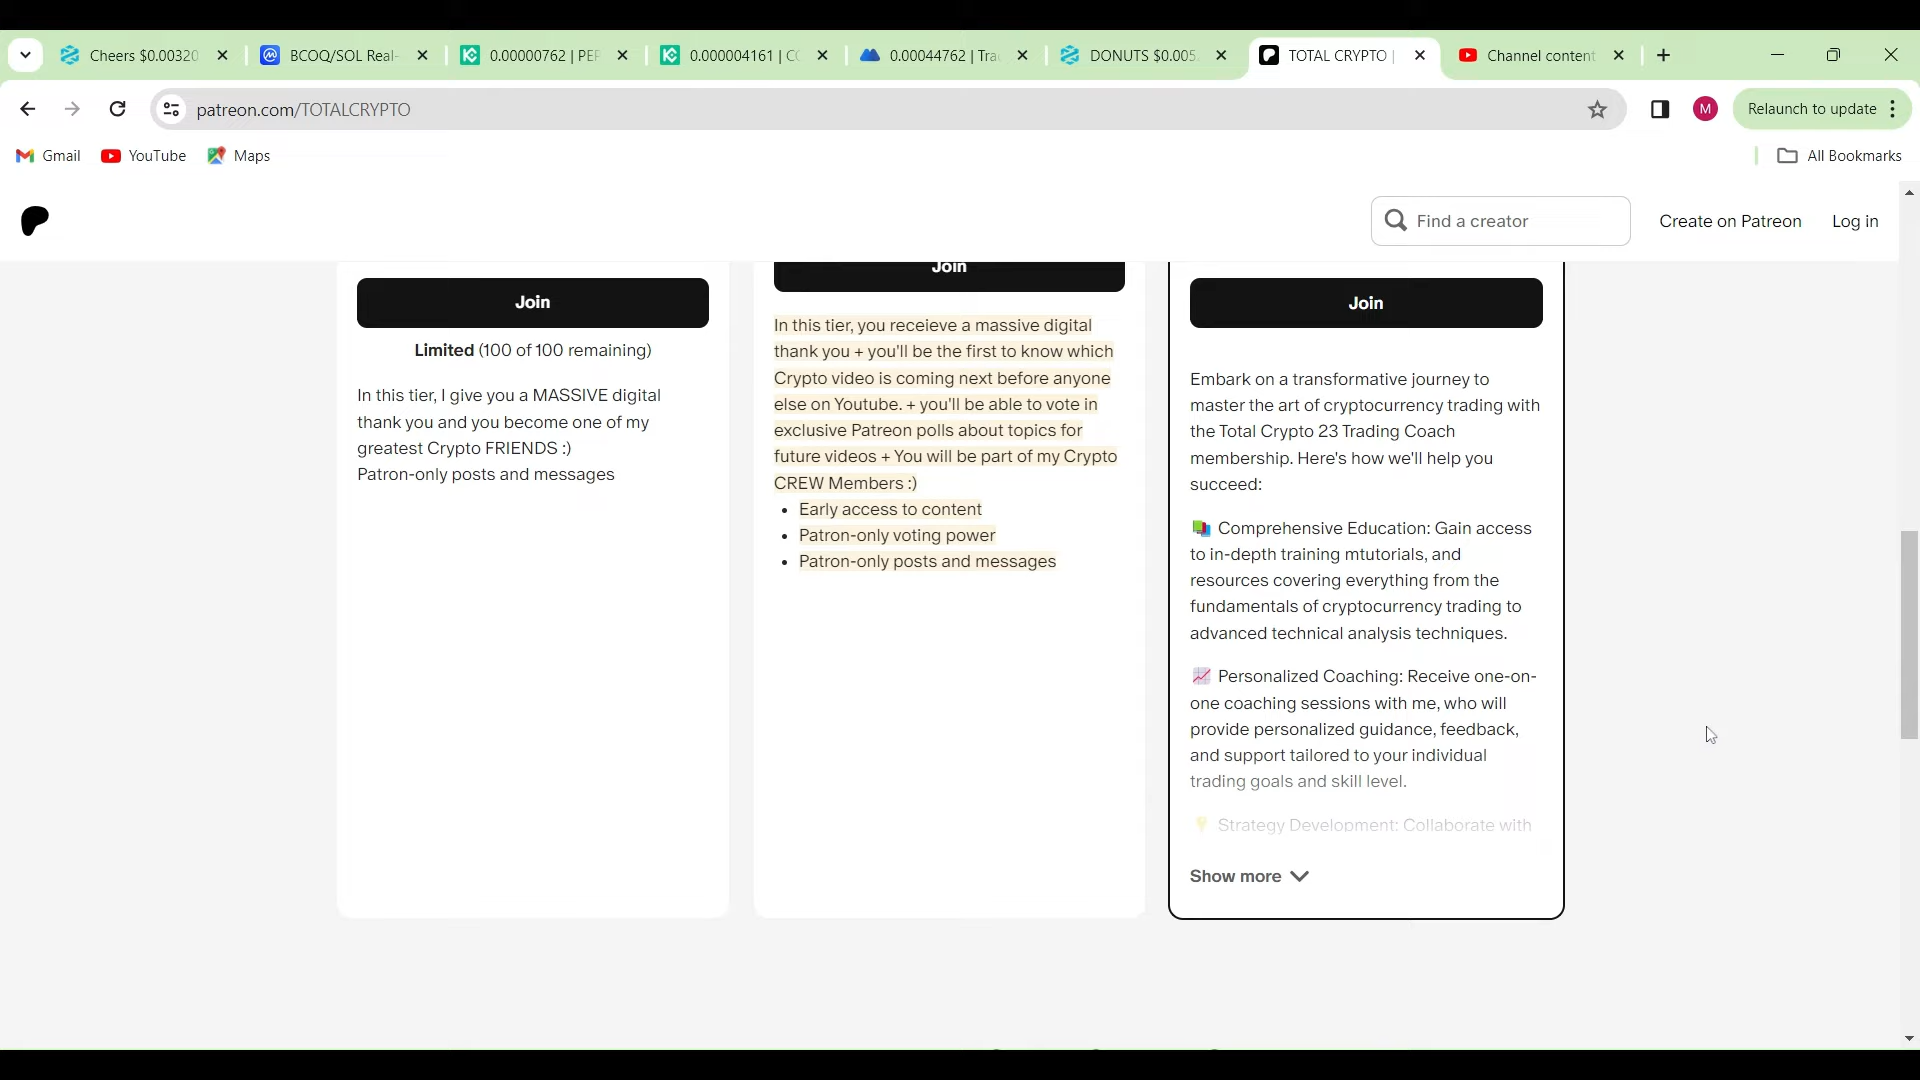 Cheers $0.00320
BCOQ/SOL Real-
0.00000762 | PEP
0.000004161 | CO
0.00044762 | Tra
DONUTS $0.005
TOTAL CRYPTO |
Channel content
patreon.com/TOTALCRYPTO
M
Relaunch to update
Gmail
YouTube
Maps
All Bookmarks
Find a creator
Create on Patreon
Log in
Join
Limited (100 of 100 remaining)
In this tier, I give you a MASSIVE digital
thank you and you become one of my
greatest Crypto FRIENDS :)
Patron-only posts and messages
Join
In this tier, you receieve a massive digital
thank you + you'll be the first to know which
Crypto video is coming next before anyone
else on Youtube. + you'll be able to vote in
exclusive Patreon polls about topics for
future videos + You will be part of my Crypto
CREW Members :)
• Early access to content
• Patron-only voting power
• Patron-only posts and messages
Join
Embark on a transformative journey to
master the art of cryptocurrency trading with
the Total Crypto 23 Trading Coach
membership. Here's how we'll help you
succeed:
📚 Comprehensive Education: Gain access
to in-depth training mtutorials, and
resources covering everything from the
fundamentals of cryptocurrency trading to
advanced technical analysis techniques.
📈 Personalized Coaching: Receive one-on-
one coaching sessions with me, who will
provide personalized guidance, feedback,
and support tailored to your individual
trading goals and skill level.
💡 Strategy Development: Collaborate with
Show more